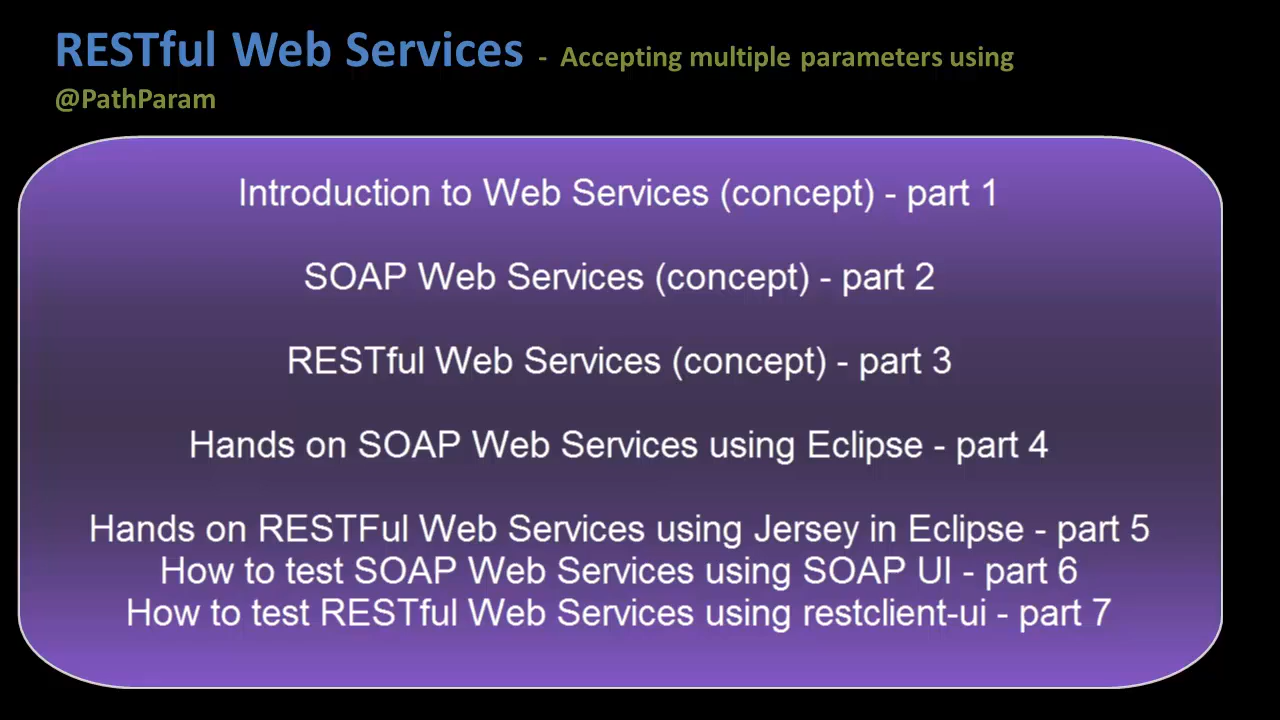 RESTful Web Services - Accepting multiple parameters using
@PathParam
Introduction to Web Services (concept) - part 1
SOAP Web Services (concept) - part 2
RESTful Web Services (concept) - part 3
Hands on SOAP Web Services using Eclipse - part 4
Hands on RESTFul Web Services using Jersey in Eclipse - part 5
How to test SOAP Web Services using SOAP UI - part 6
How to test RESTful Web Services using restclient-ui - part 7